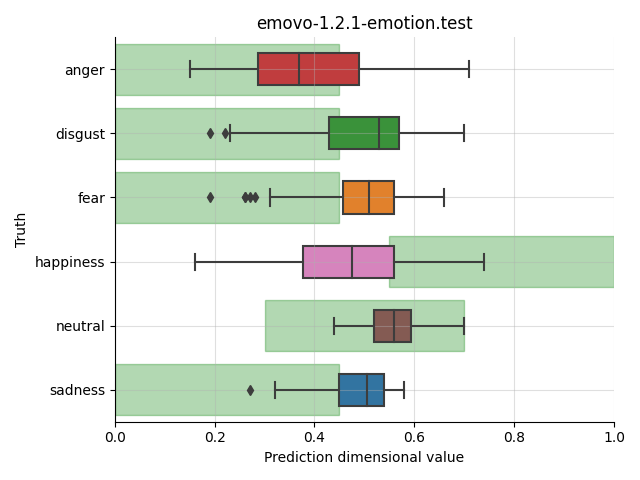 emovo-1.2.1-emotion.test
anger
disgust
fear
happiness
neutral
sadness
Truth
0.0 0.2 0.4 0.6 0.8 1.0
Prediction dimensional value